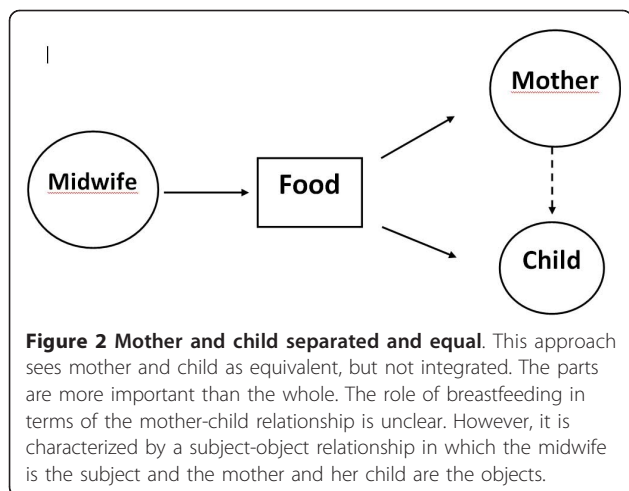 Mother
Midwife
Food
Child
Figure 2 Mother and child separated and equal. This approach
sees mother and child as equivalent, but not integrated. The parts
are more important than the whole. The role of breastfeeding in
terms of the mother-child relationship is unclear. However, it is
characterized by a subject-object relationship in which the midwife
is the subject and the mother and her child are the objects.